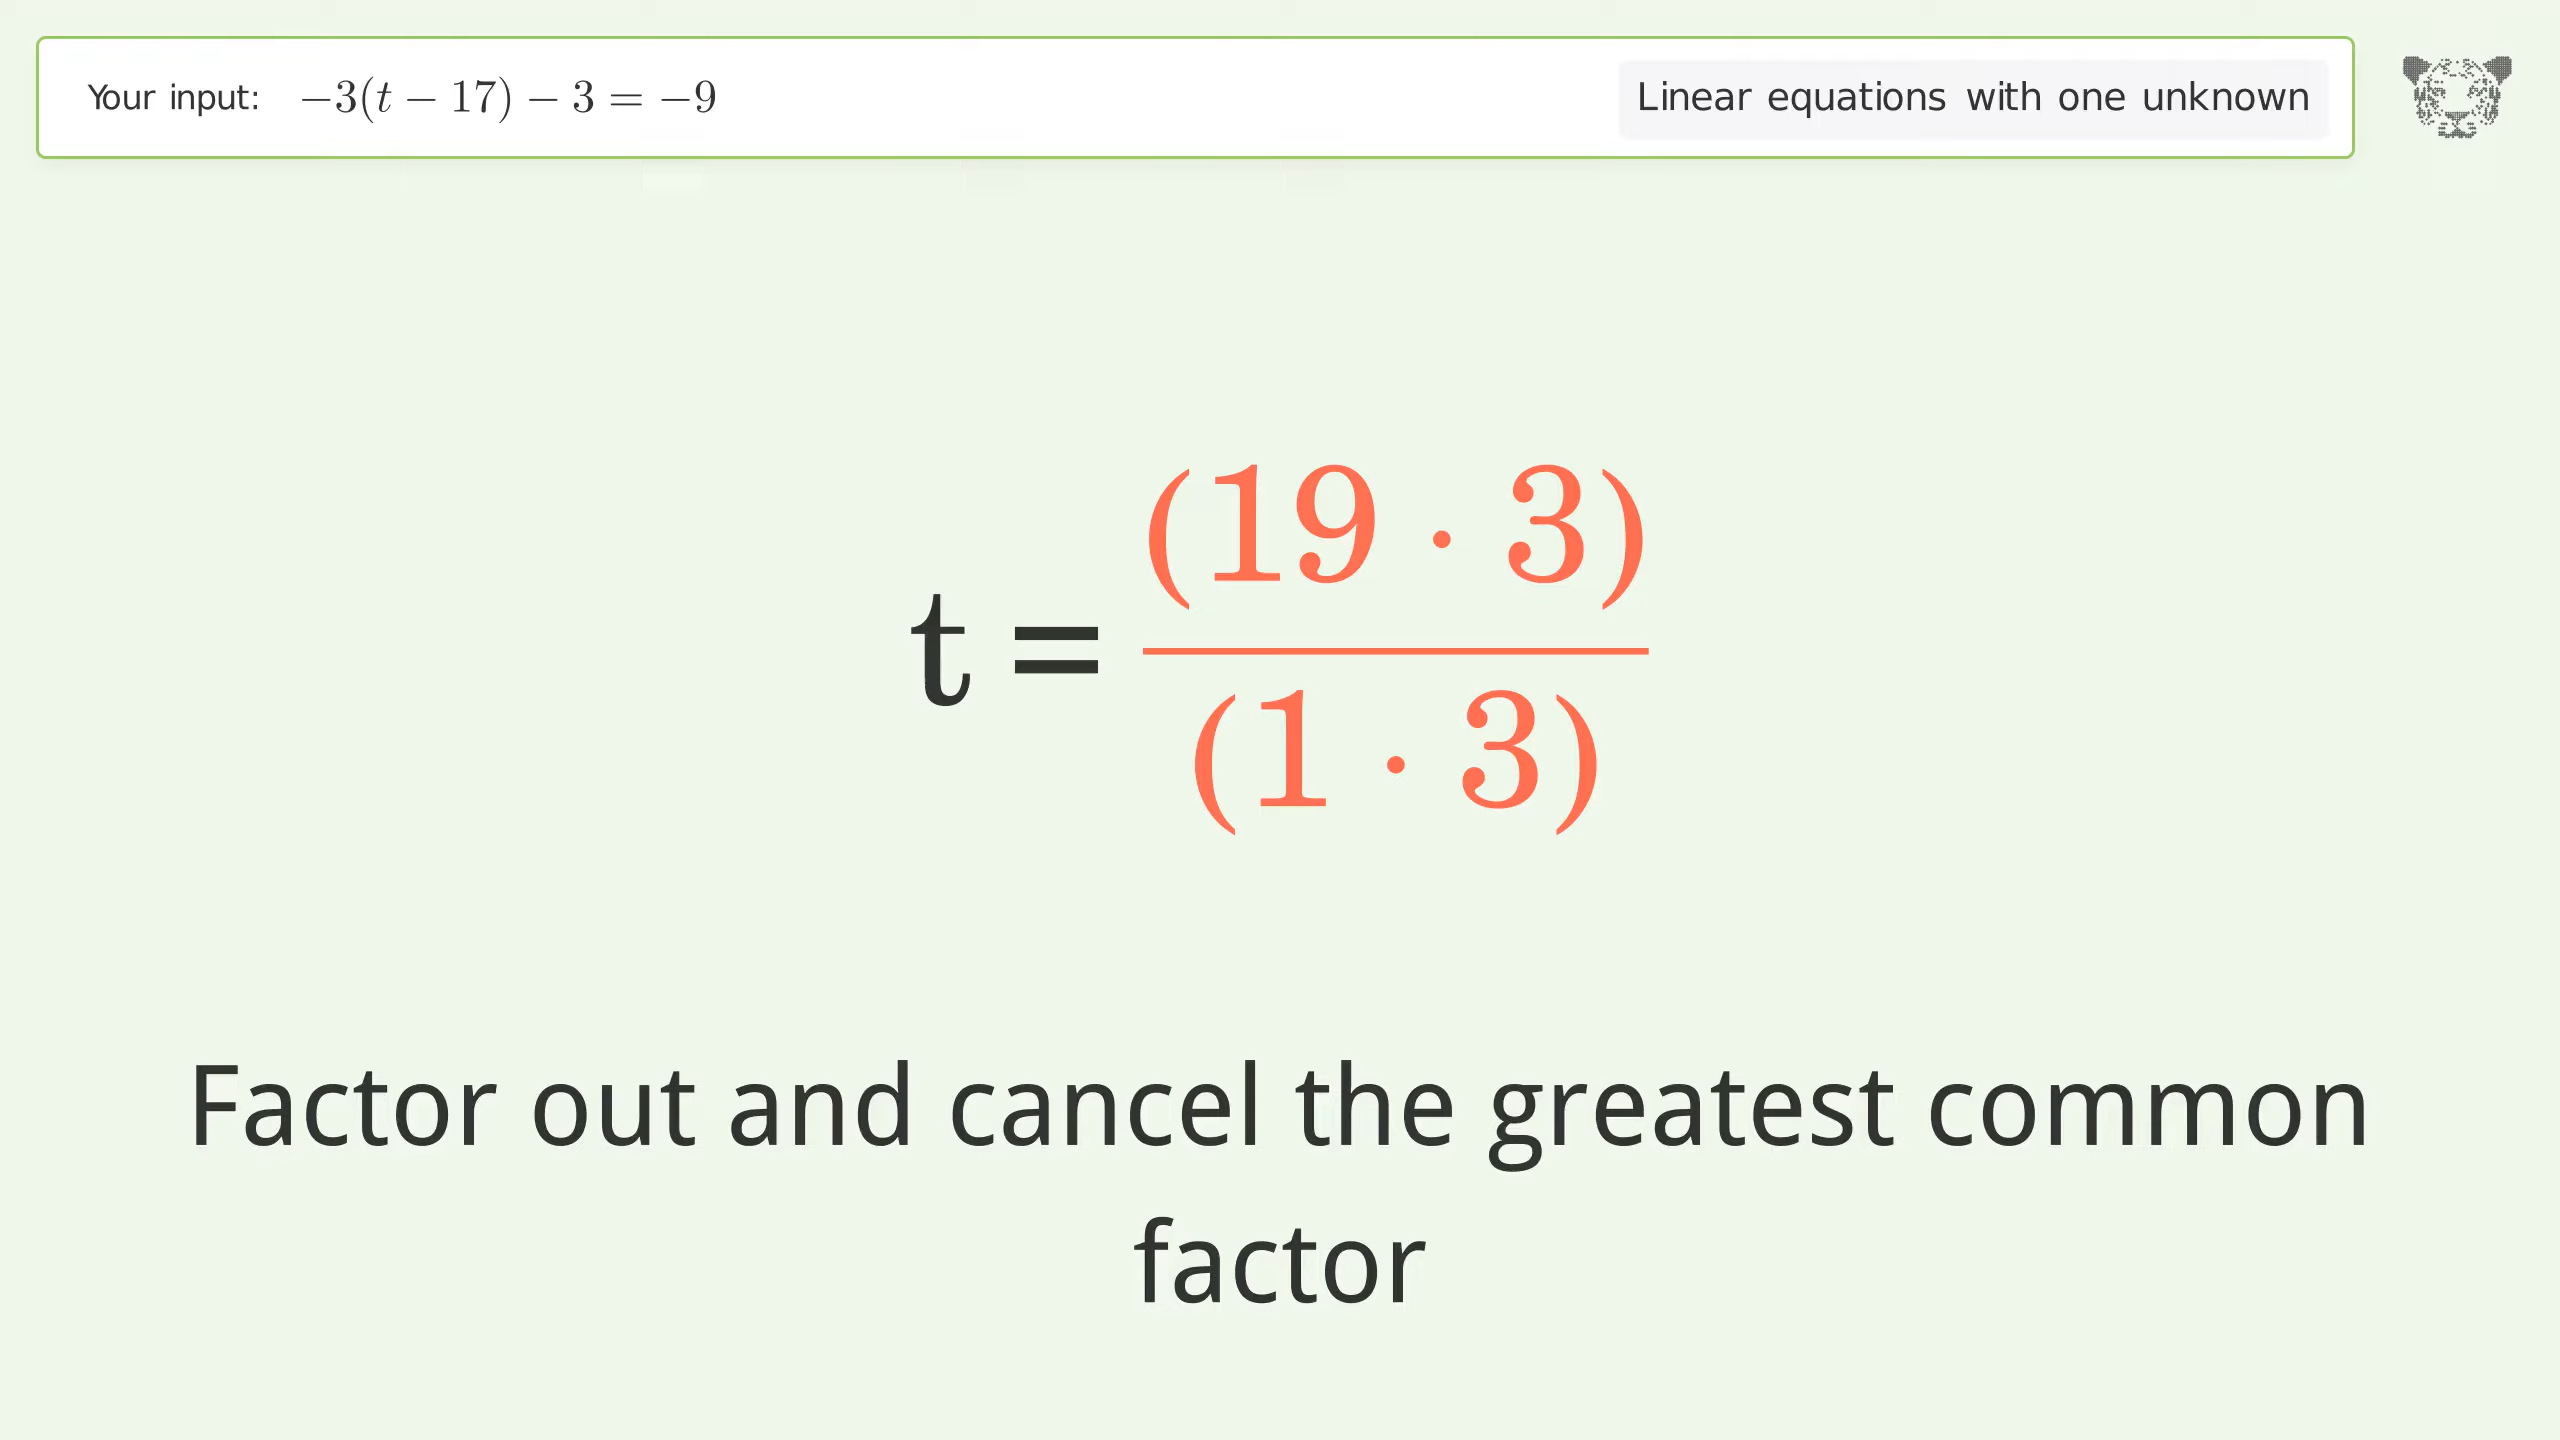 Your input: −3(t − 17) − 3 = −9
Linear equations with one unknown
t = (19 · 3)/(1 · 3)
Factor out and cancel the greatest common
factor